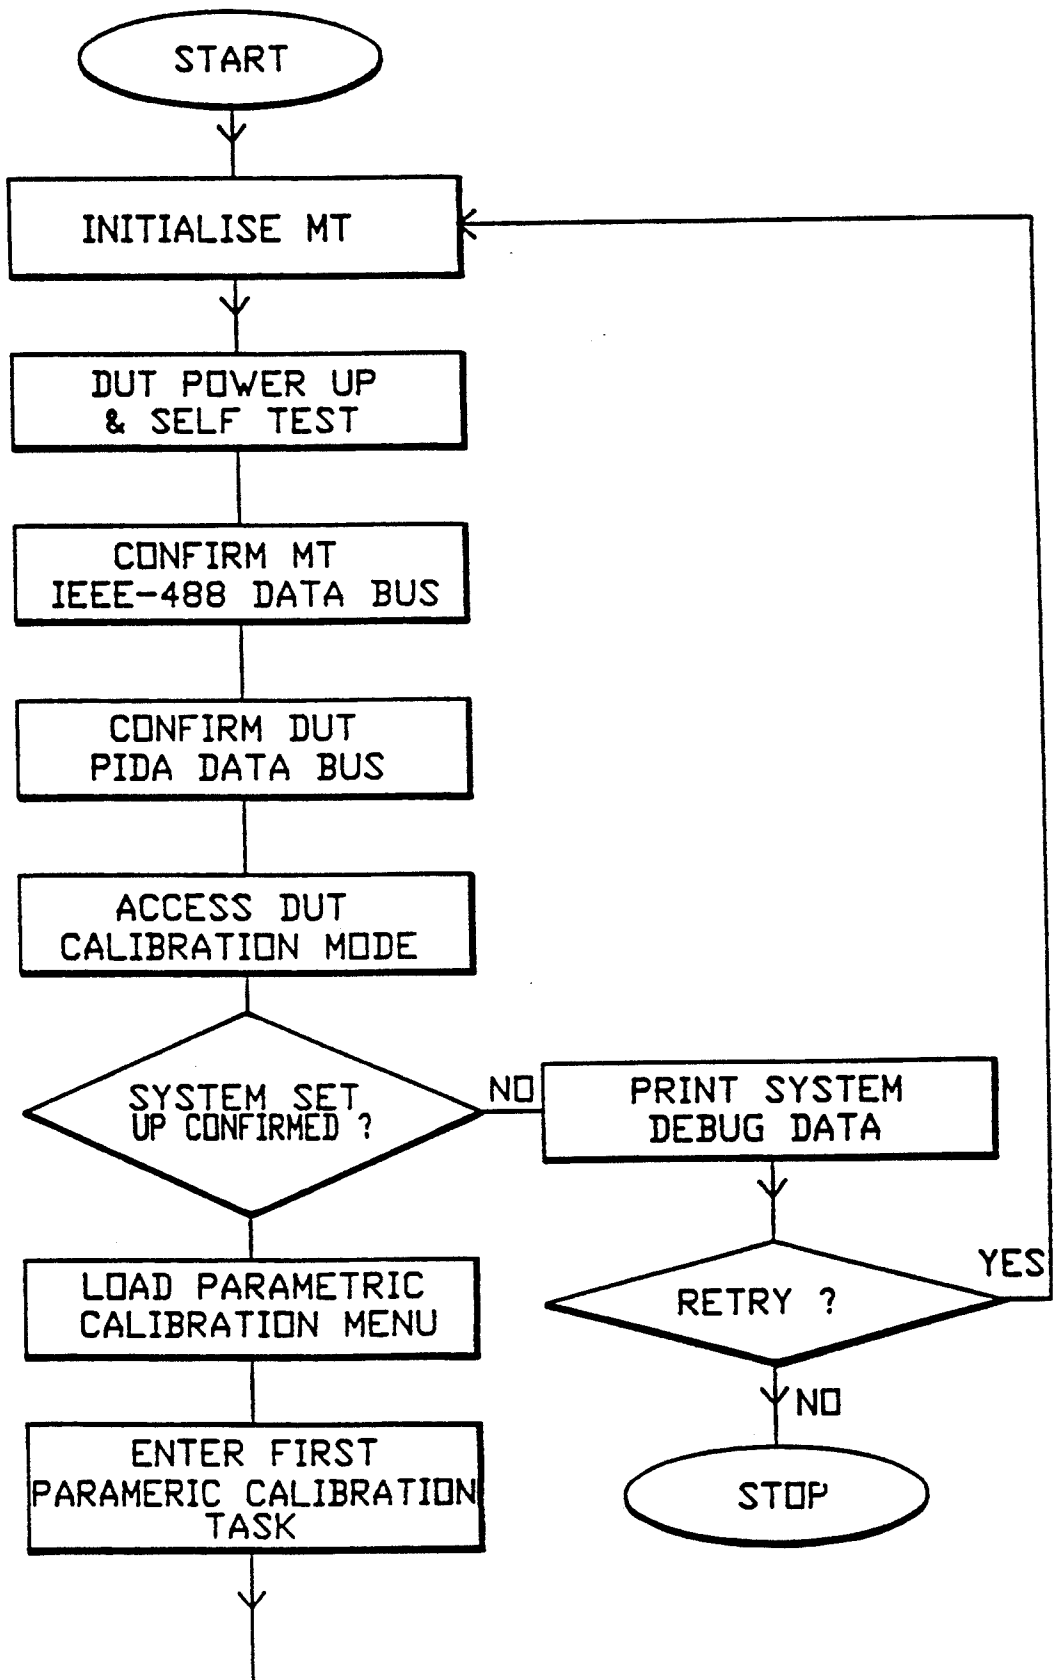 START
INITIALISE MT
DUT POWER UP
& SELF TEST
CONFIRM MT
IEEE-488 DATA BUS
CONFIRM DUT
PIDA DATA BUS
ACCESS DUT
CALIBRATION MODE
SYSTEM SET
UP CONFIRMED ?
NO
PRINT SYSTEM
DEBUG DATA
RETRY ?
YES
NO
STOP
LOAD PARAMETRIC
CALIBRATION MENU
ENTER FIRST
PARAMERIC CALIBRATION
TASK